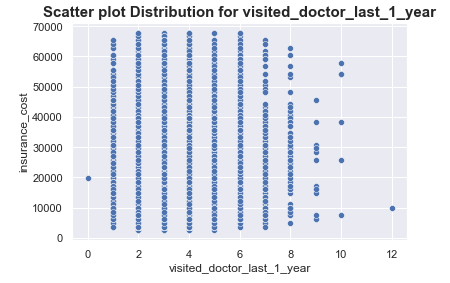 Scatter plot Distribution for visited_doctor_last_1_year
70000
60000
50000
40000
30000
20000
10000
0
insurance_cost
0 2 4 6 8 10 12
visited_doctor_last_1_year